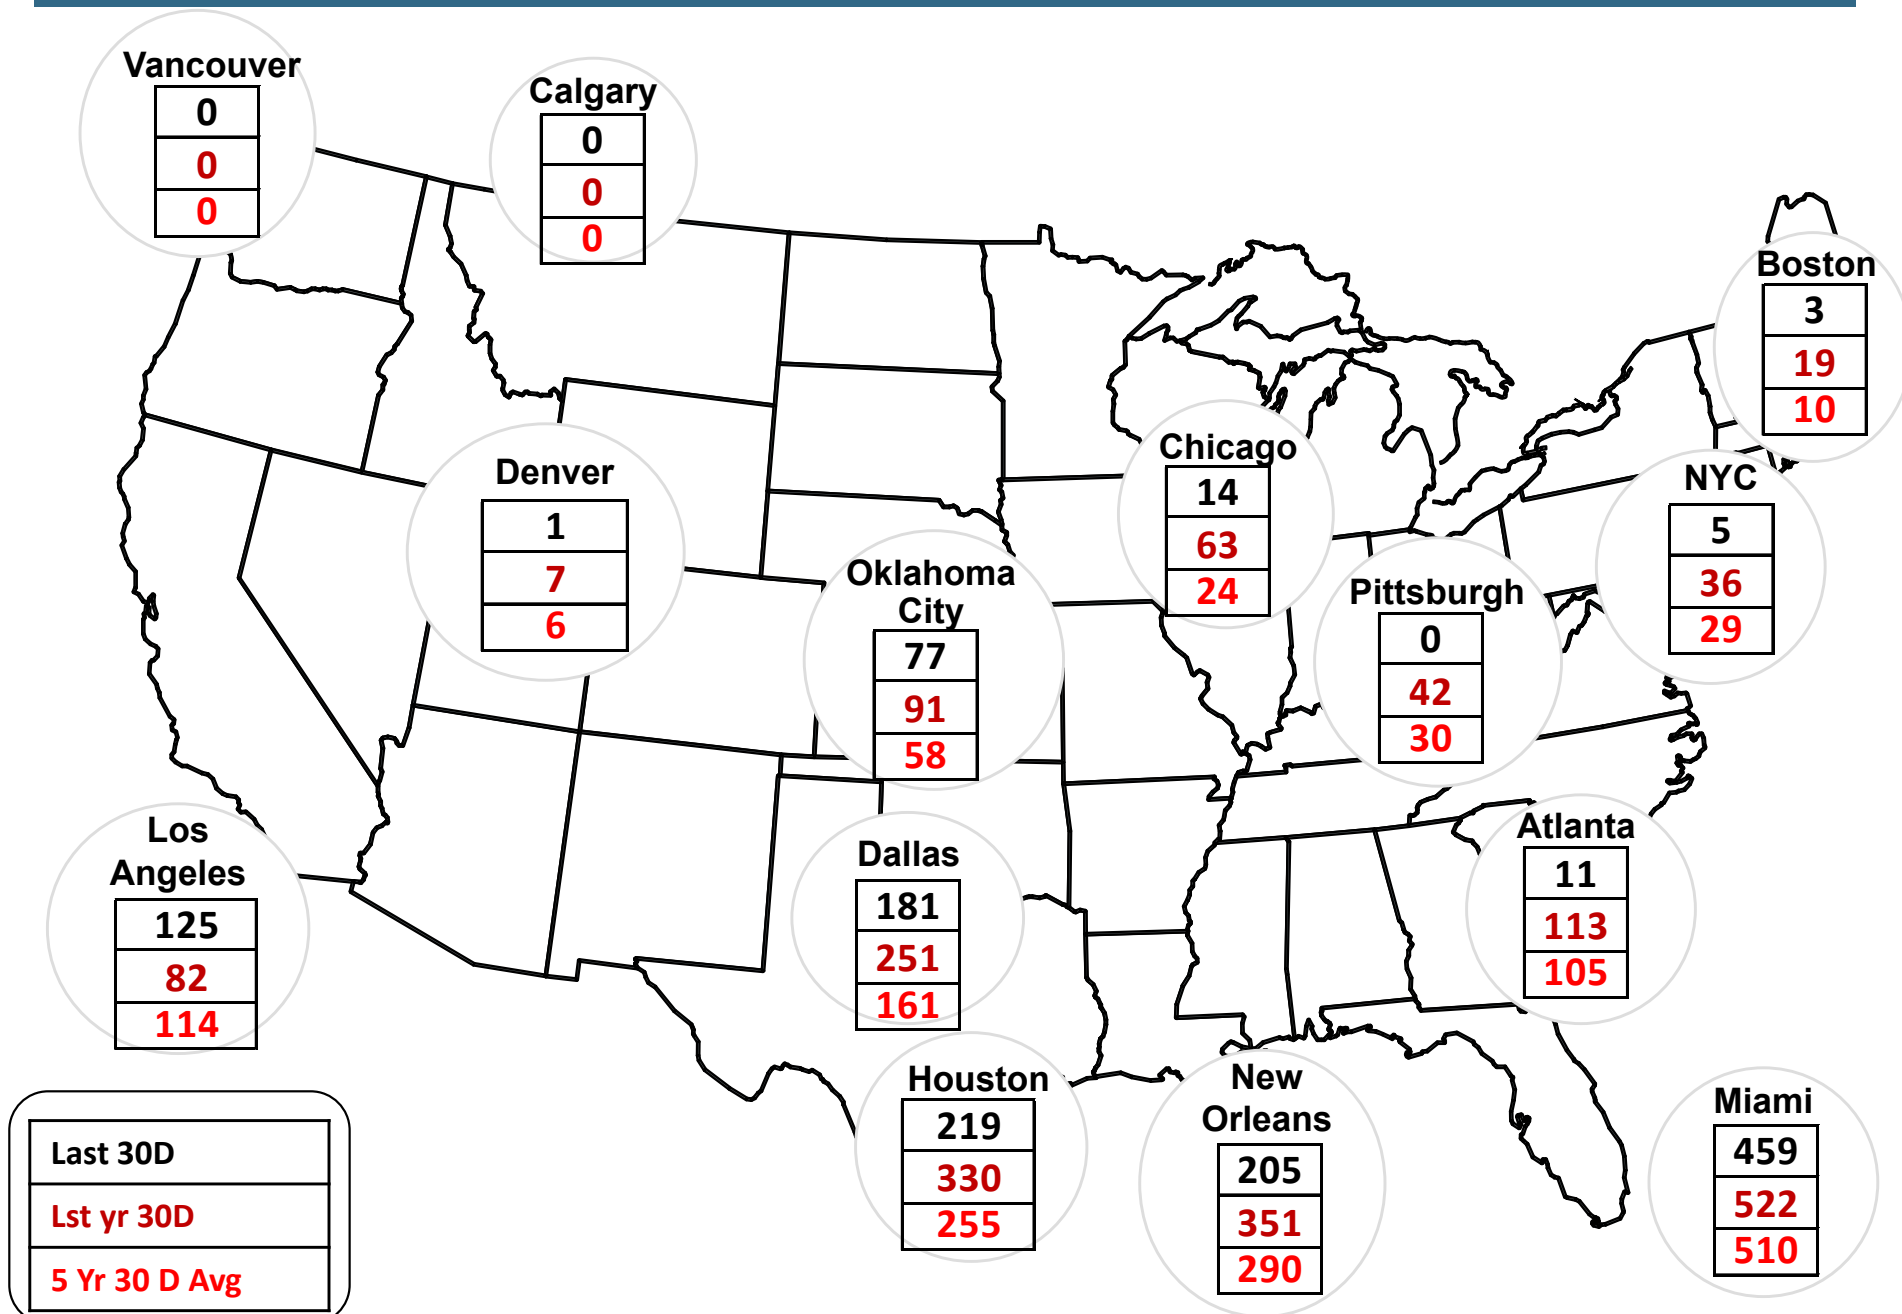 Vancouver
0
0
0
Calgary
0
0
0
Boston
3
19
10
Denver
1
7
6
Chicago
14
63
24
NYC
5
36
29
Oklahoma
City
77
91
58
Pittsburgh
0
42
30
Los
Angeles
125
82
114
Dallas
181
251
161
Atlanta
11
113
105
Houston
219
330
255
New
Orleans
205
351
290
Miami
459
522
510
Last 30D
Lst yr 30D
5 Yr 30 D Avg